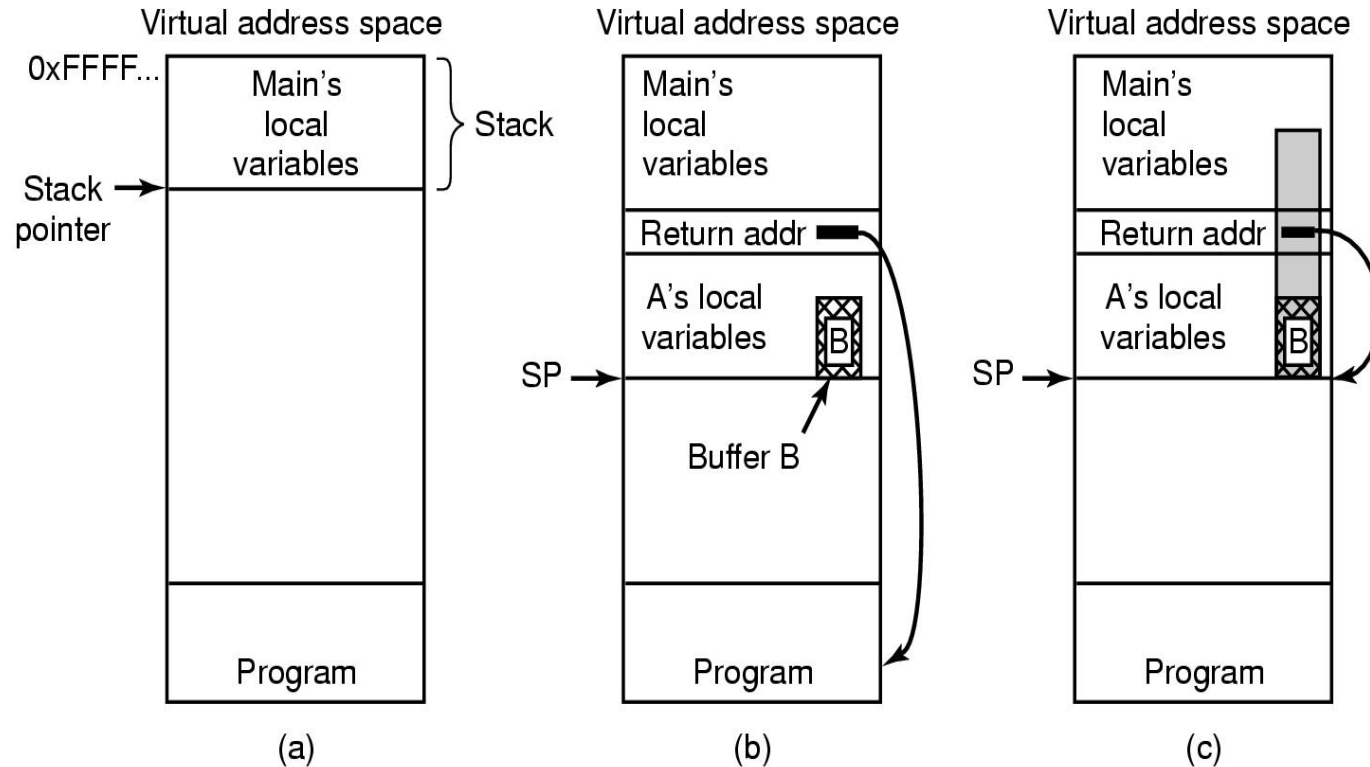 Virtual address space
0xFFFF...
Main's
local
variables
Stack
Stack
pointer
Program
(a)
Virtual address space
Main's
local
variables
Return addr
A's local
variables
B
SP
Buffer B
Program
(b)
Virtual address space
Main's
local
variables
Return addr
A's local
variables
B
SP
Program
(c)